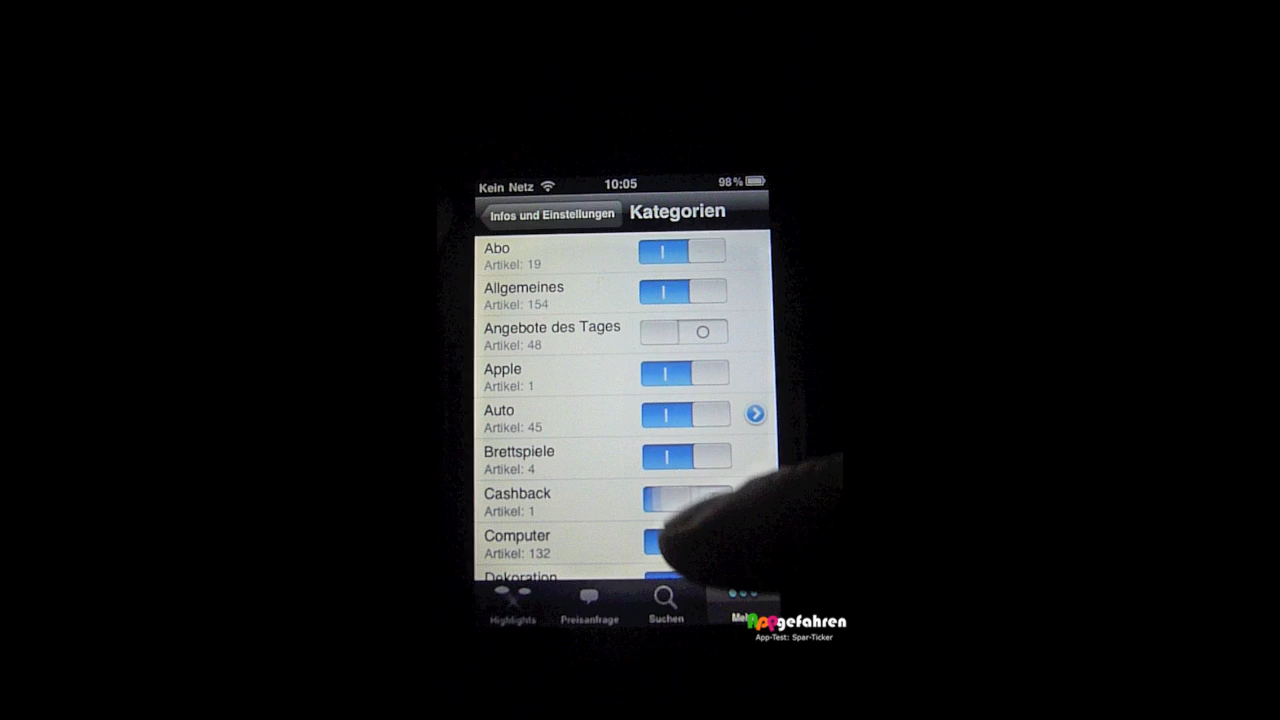 Kein Netz 10:05 98%
Infos und Einstellungen Kategorien
Abo
Artikel: 19
Allgemeines
Artikel: 154
Angebote des Tages
Artikel: 48
Apple
Artikel: 1
Auto
Artikel: 45
Brettspiele
Artikel: 4
Cashback
Artikel: 1
Computer
Artikel: 132
Dekoration
Highlights Preisanfrage Suchen
Appgefahren
App-Test: Spar-Ticker